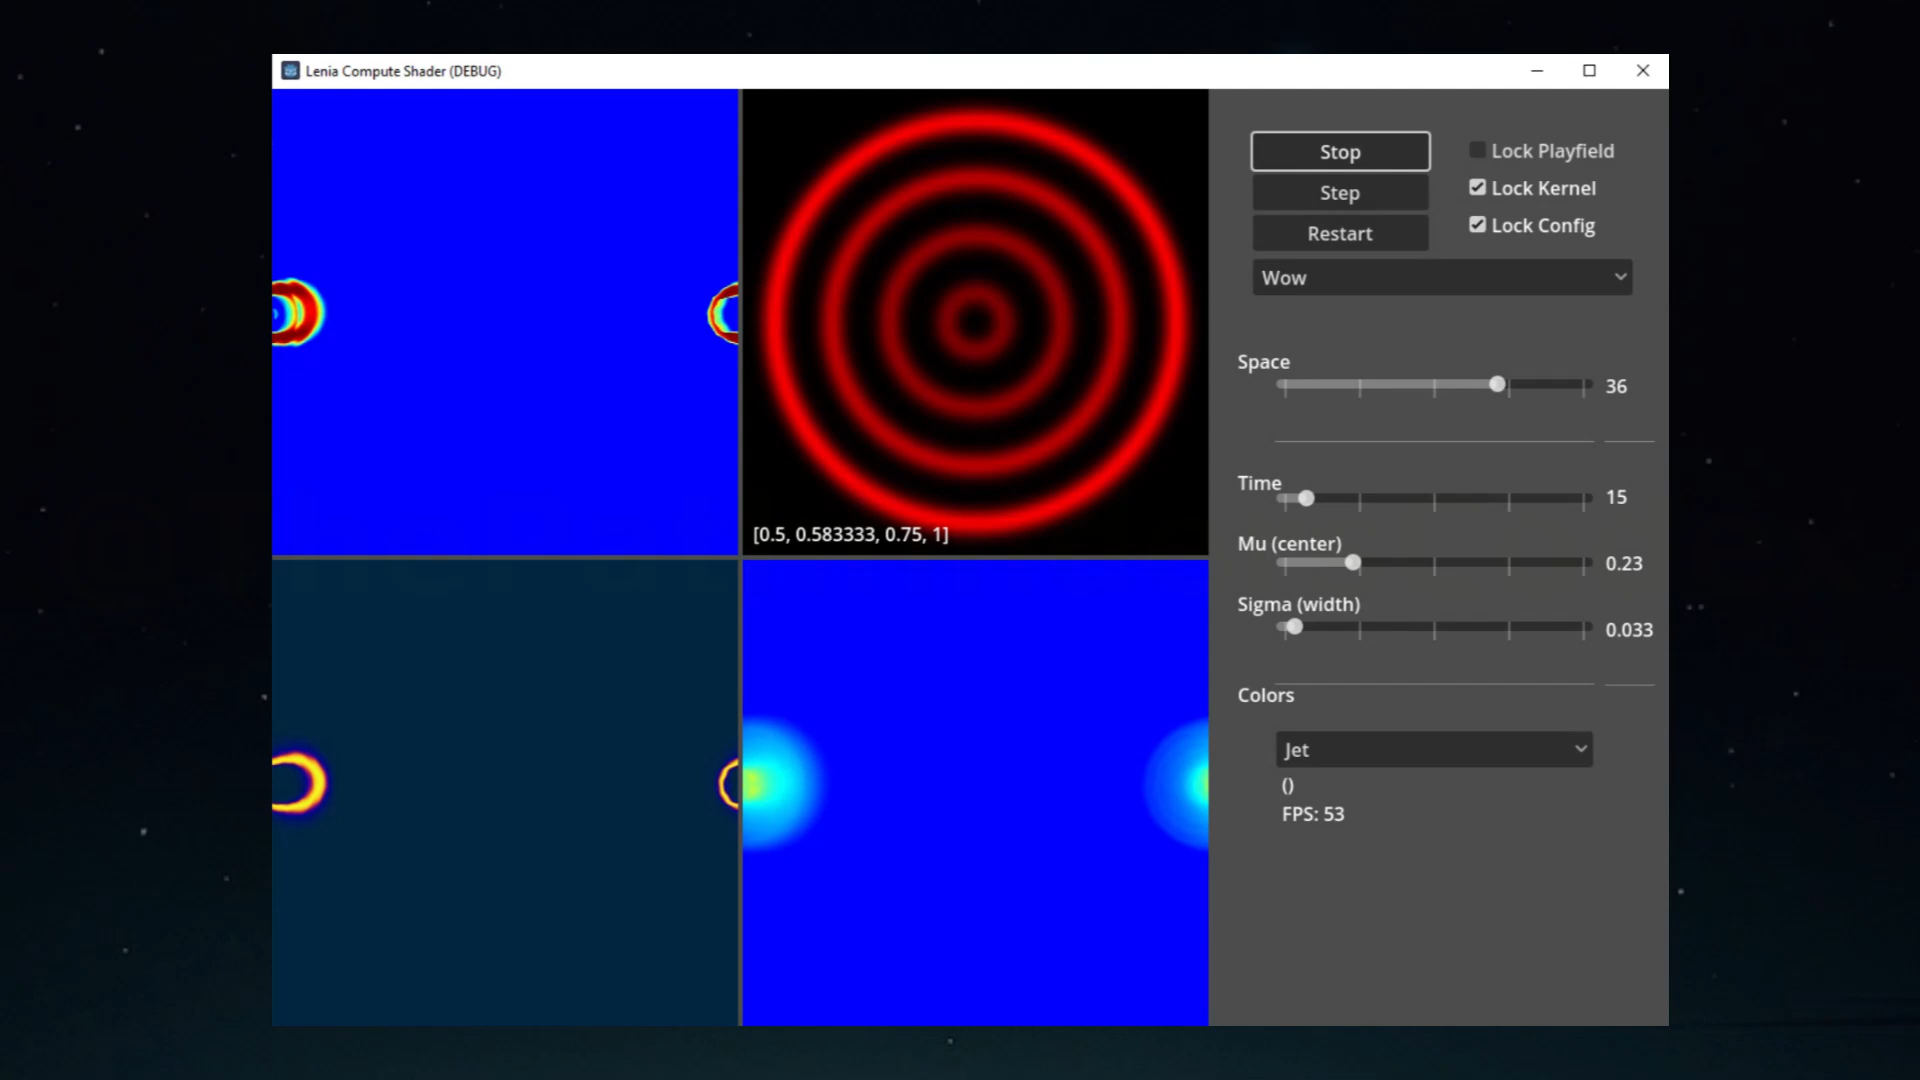 Lenia Compute Shader (DEBUG)
Stop
Lock Playfield
Step
Lock Kernel
Restart
Lock Config
Wow
Space
36
Time
15
Mu (center)
0.23
Sigma (width)
0.033
Colors
Jet
()
FPS: 53
[0.5, 0.583333, 0.75, 1]